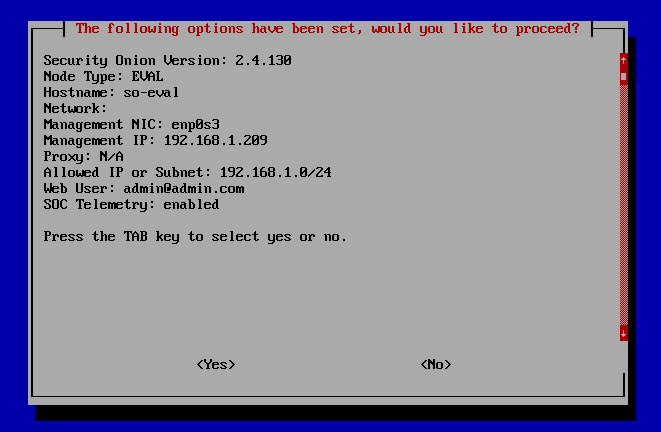 The following options have been set, would you like to proceed?
Security Onion Version: 2.4.130
Node Type: EVAL
Hostname: so-eval
Network:
Management NIC: enp0s3
Management IP: 192.168.1.209
Proxy: N/A
Allowed IP or Subnet: 192.168.1.0/24
Web User: admin@admin.com
SOC Telemetry: enabled
Press the TAB key to select yes or no.
<Yes> <No>